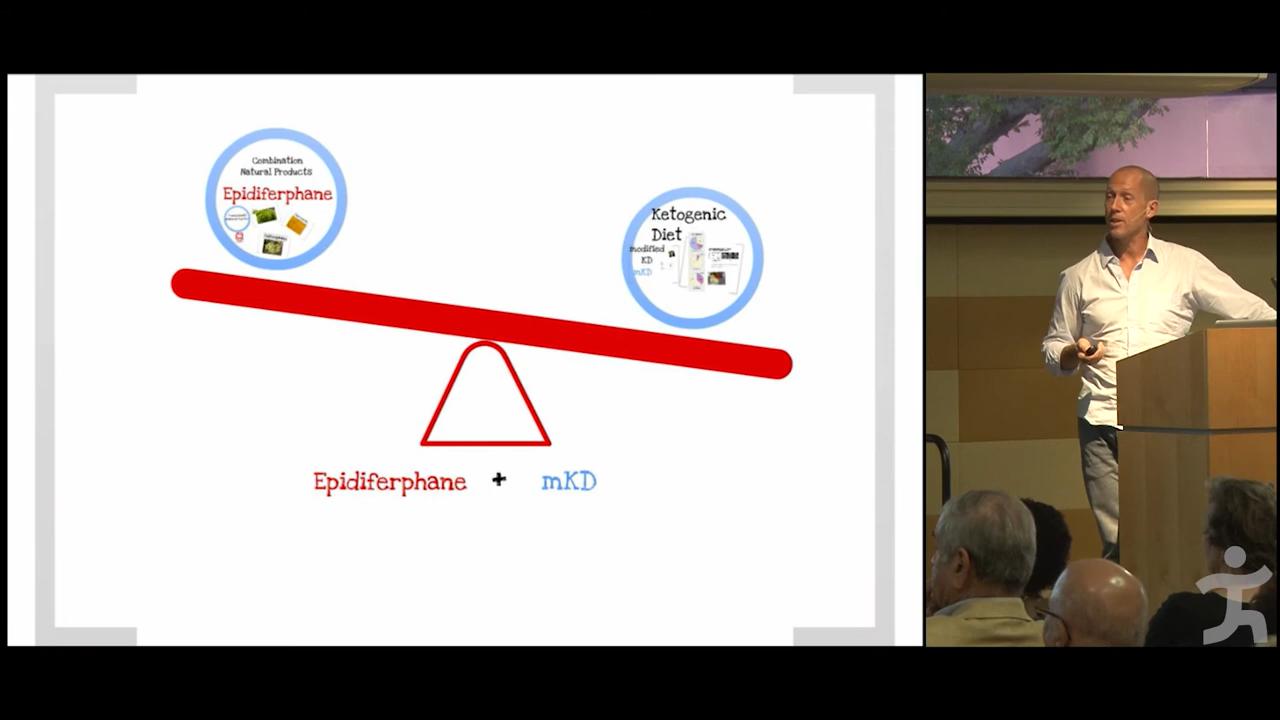 Combination
Natural Products
Epidiferphane
Ketogenic
Diet
modified
KD
mKD
Epidiferphane + mKD